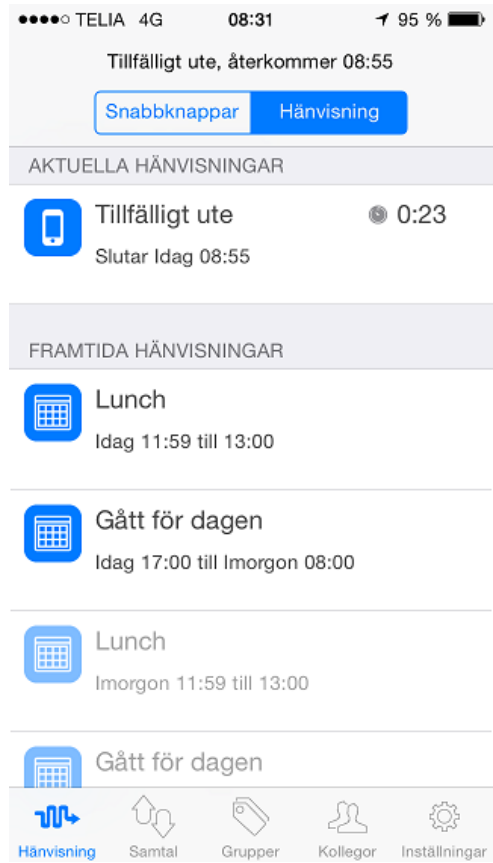 TELIA 4G 08:31 95 %
Tillfälligt ute, återkommer 08:55
Snabbknappar Hänvisning
AKTUELLA HÄNVISNINGAR
Tillfälligt ute 0:23
Slutar Idag 08:55
FRAMTIDA HÄNVISNINGAR
Lunch
Idag 11:59 till 13:00
Gått för dagen
Idag 17:00 till Imorgon 08:00
Lunch
Imorgon 11:59 till 13:00
Gått för dagen
Hänvisning Samtal Grupper Kollegor Inställningar